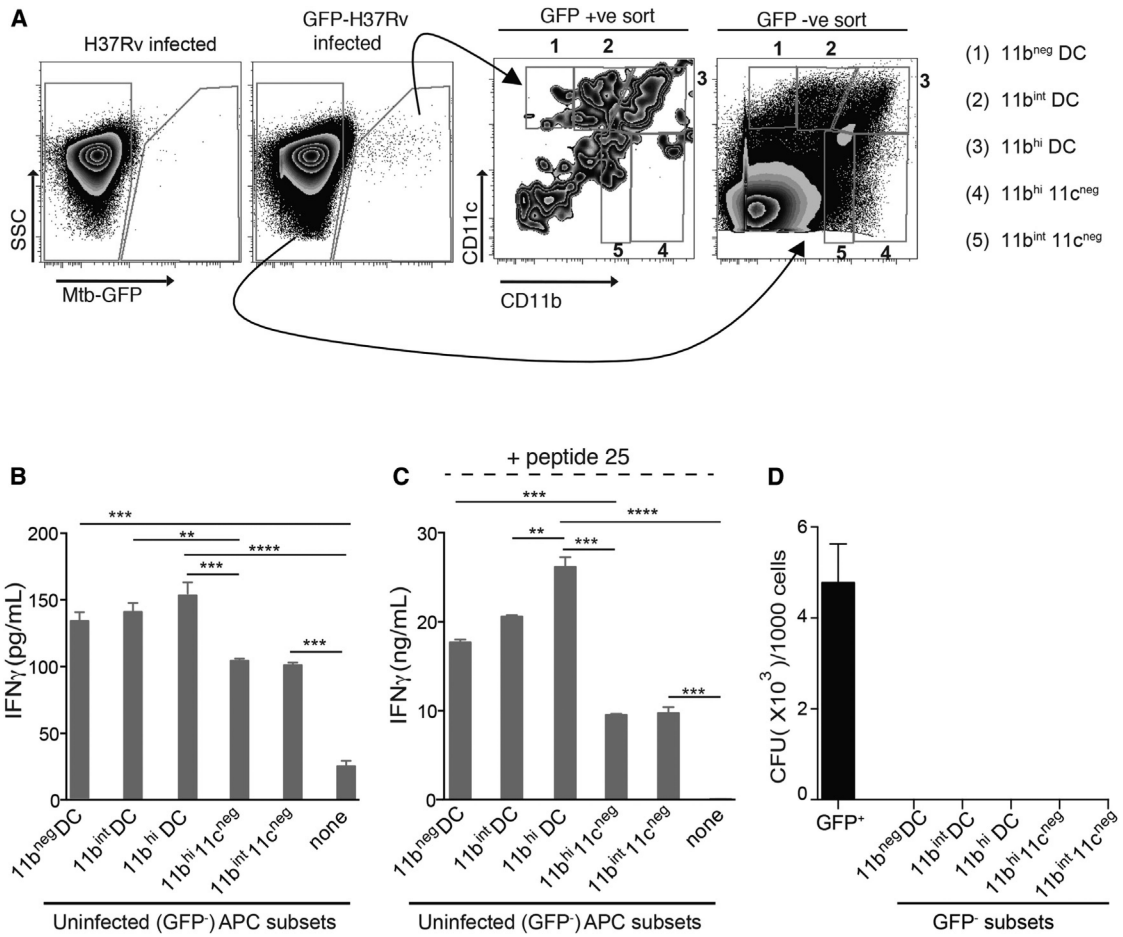 A
H37Rv infected
GFP-H37Rv
infected
GFP +ve sort
GFP -ve sort
1 2
3
1 2
3
5 4
5 4
SSC
Mtb-GFP
CD11c
CD11b
(1) 11b^neg DC
(2) 11b^int DC
(3) 11b^hi DC
(4) 11b^hi 11c^neg
(5) 11b^int 11c^neg
B
***
**
****
***
***
200
150
100
50
0
IFNγ (pg/mL)
11b^neg DC
11b^int DC
11b^hi DC
11b^hi 11c^neg
11b^int 11c^neg
none
Uninfected (GFP⁻) APC subsets
C
+ peptide 25
***
****
**
***
***
30
20
10
0
IFNγ (ng/mL)
11b^neg DC
11b^int DC
11b^hi DC
11b^hi 11c^neg
11b^int 11c^neg
none
Uninfected (GFP⁻) APC subsets
D
6
4
2
0
CFU( X10³ )/1000 cells
GFP⁺
11b^neg DC
11b^int DC
11b^hi DC
11b^hi 11c^neg
11b^int 11c^neg
GFP⁻ subsets